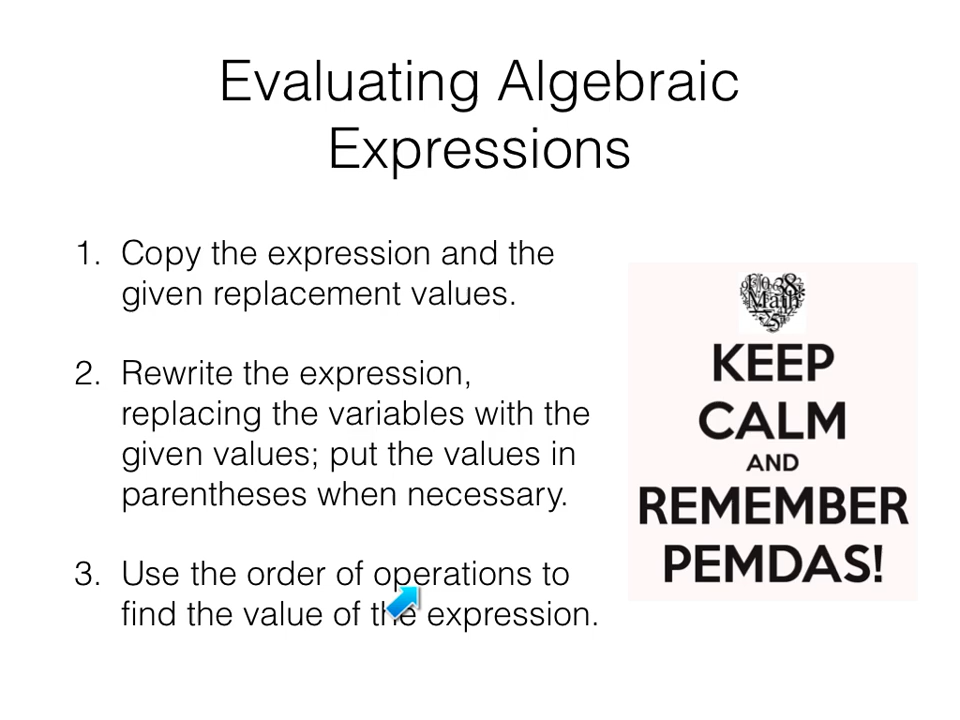 Evaluating Algebraic
Expressions
1. Copy the expression and the
given replacement values.
2. Rewrite the expression,
replacing the variables with the
given values; put the values in
parentheses when necessary.
3. Use the order of operations to
find the value of the expression.
Math
KEEP
CALM
AND
REMEMBER
PEMDAS!